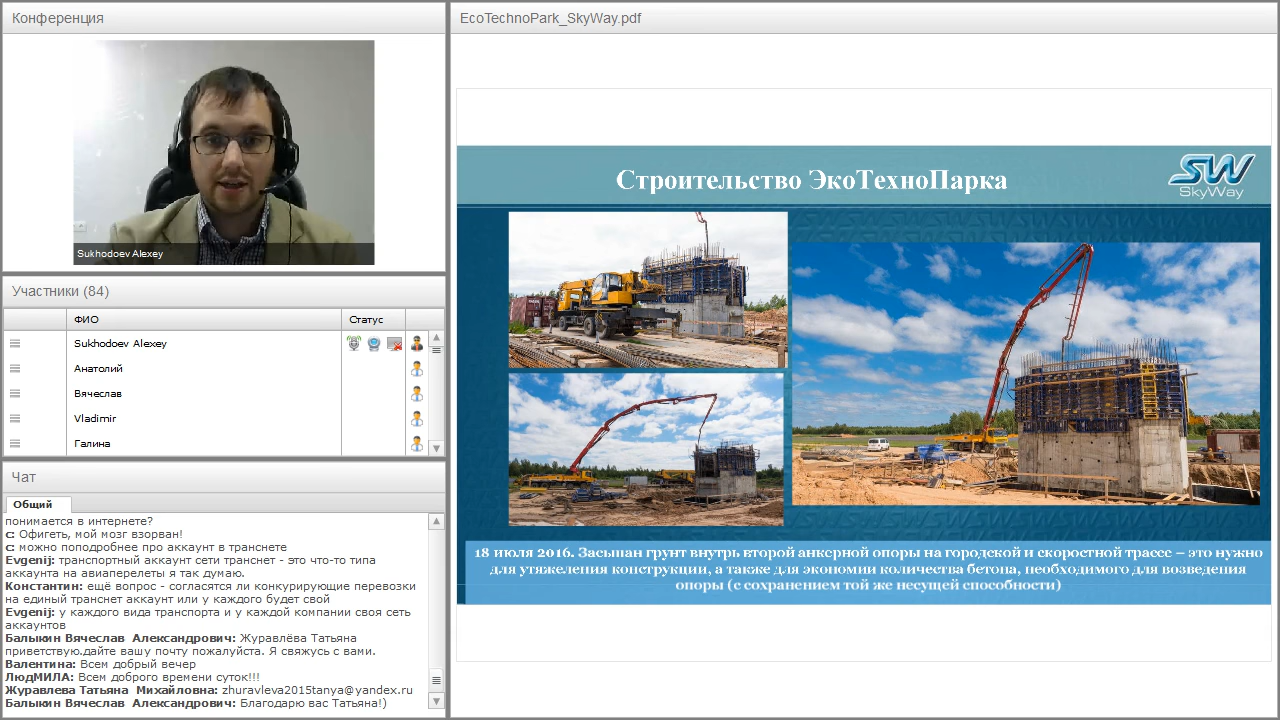 Конференция
Sukhodoev Alexey
Участники (84)
ФИО
Статус
Sukhodoev Alexey
Анатолий
Вячеслав
Vladimir
Галина
Чат
Общий
понимается в интернете?
с: Офигеть, мой мозг взорван!
с: можно поподробнее про аккаунт в транснете
Evgenij: транспортный аккаунт сети транснет - это что-то типа
аккаунта на авиаперелеты я так думаю.
Константин: ещё вопрос - согласятся ли конкурирующие перевозки
на единый транснет аккаунт или у каждого будет свой
Evgenij: у каждого вида транспорта и у каждой компании своя сеть
аккаунтов
Балыкин Вячеслав Александрович: Журавлёва Татьяна
приветствую.дайте вашу почту пожалуйста. Я свяжусь с вами.
Валентина: Всем добрый вечер
ЛюдМИЛА: Всем доброго времени суток!!!
Журавлева Татьяна Михайловна: zhuravleva2015tanya@yandex.ru
Балыкин Вячеслав Александрович: Благодарю вас Татьяна!)
EcoTechnoPark_SkyWay.pdf
Строительство ЭкоТехноПарка
SW
SkyWay
18 июля 2016. Засыпан грунт внутрь второй анкерной опоры на городской и скоростной трассе – это нужно
для утяжеления конструкции, а также для экономии количества бетона, необходимого для возведения
опоры (с сохранением той же несущей способности)